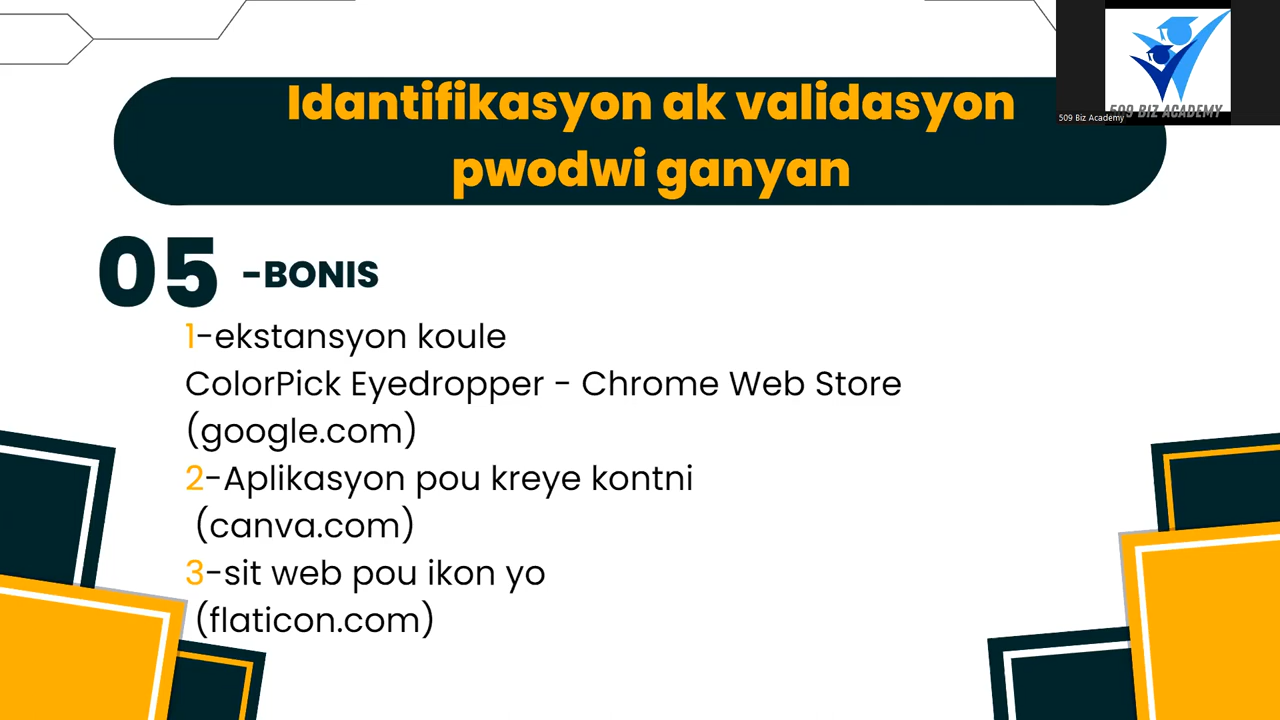 Idantifikasyon ak validasyon
pwodwi ganyan
509 BIZ ACADEMY
509 Biz Academy
05 -BONIS
1-ekstansyon koule
ColorPick Eyedropper - Chrome Web Store
(google.com)
2-Aplikasyon pou kreye kontni
(canva.com)
3-sit web pou ikon yo
(flaticon.com)